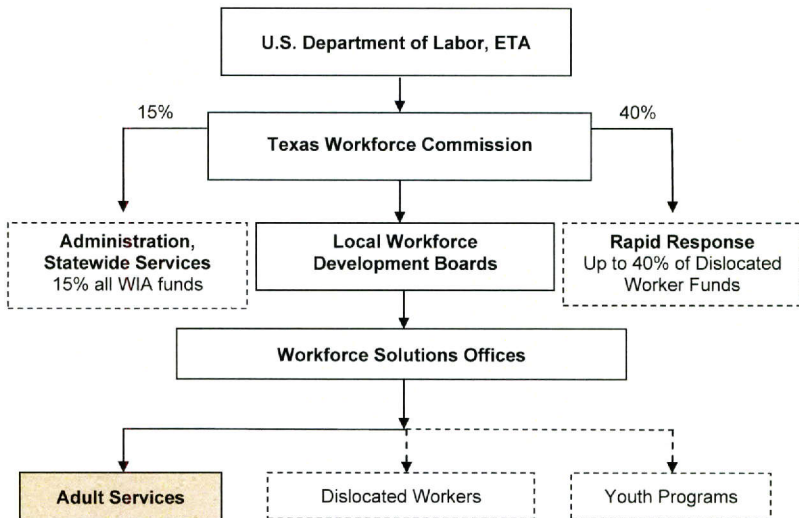 U.S. Department of Labor, ETA
15%
40%
Texas Workforce Commission
Administration,
Statewide Services
15% all WIA funds
Local Workforce
Development Boards
Rapid Response
Up to 40% of Dislocated
Worker Funds
Workforce Solutions Offices
Adult Services
Dislocated Workers
Youth Programs